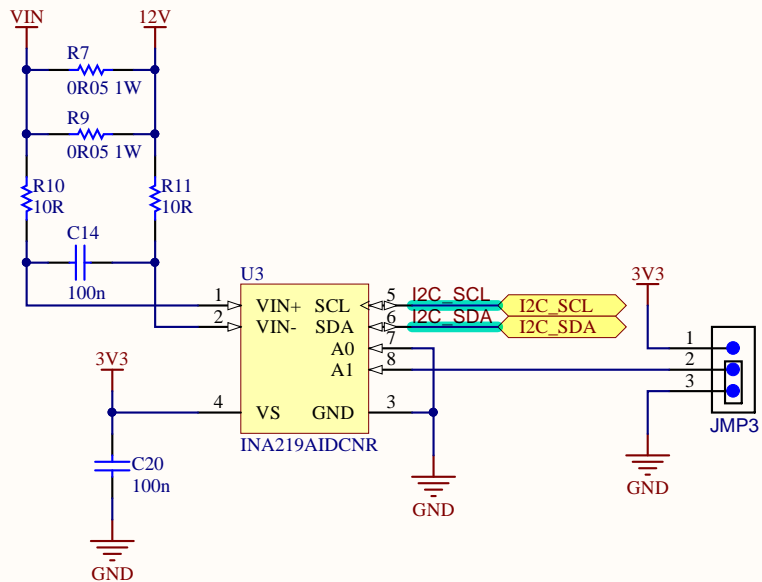 VIN
12V
R7
0R05 1W
R9
0R05 1W
R10
10R
R11
10R
C14
100n
U3
1
VIN+
SCL
5
I2C_SCL
I2C_SCL
2
VIN-
SDA
6
I2C_SDA
I2C_SDA
A0
7
A1
8
4
VS
GND
3
INA219AIDCNR
3V3
C20
100n
GND
GND
3V3
1
2
3
JMP3
GND